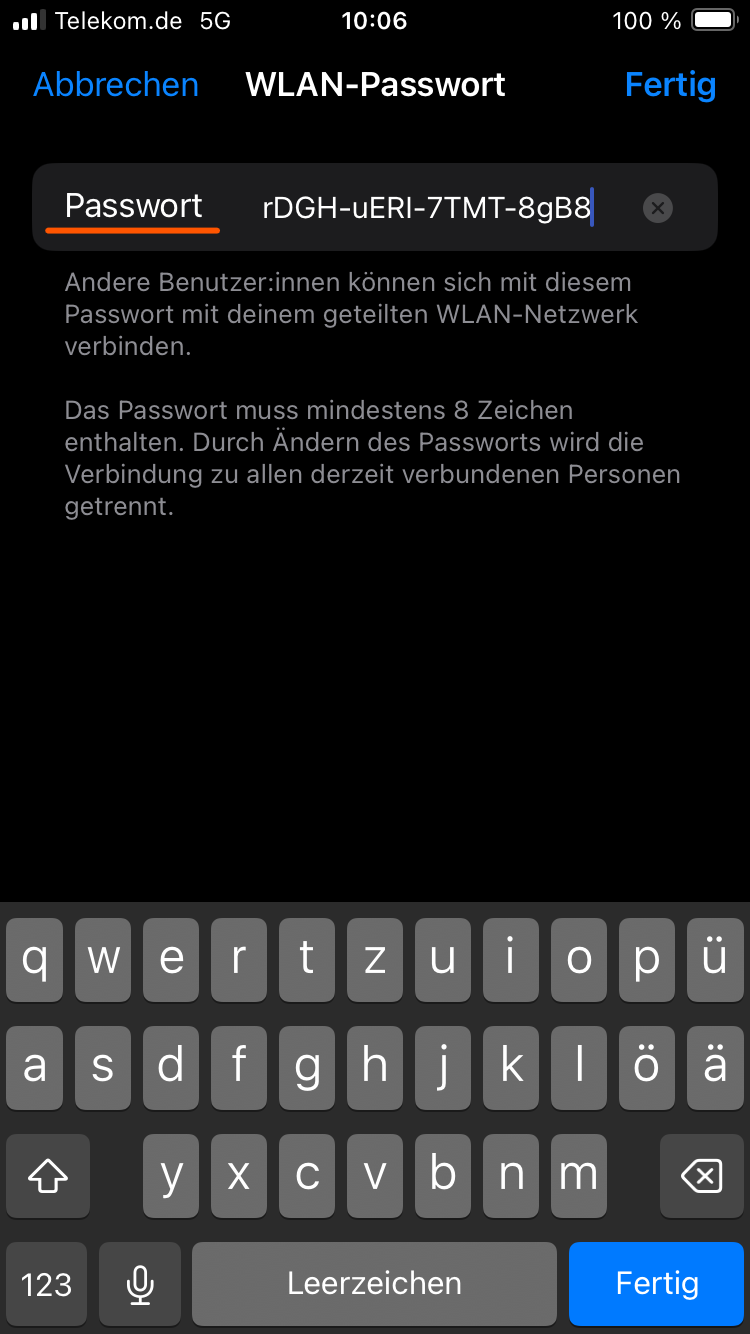 Telekom.de 5G 10:06 100 %
Abbrechen WLAN-Passwort Fertig
Passwort rDGH-uERI-7TMT-8gB8
Andere Benutzer:innen können sich mit diesem
Passwort mit deinem geteilten WLAN-Netzwerk
verbinden.
Das Passwort muss mindestens 8 Zeichen
enthalten. Durch Ändern des Passworts wird die
Verbindung zu allen derzeit verbundenen Personen
getrennt.
q w e r t z u i o p ü
a s d f g h j k l ö ä
y x c v b n m
123 Leerzeichen Fertig